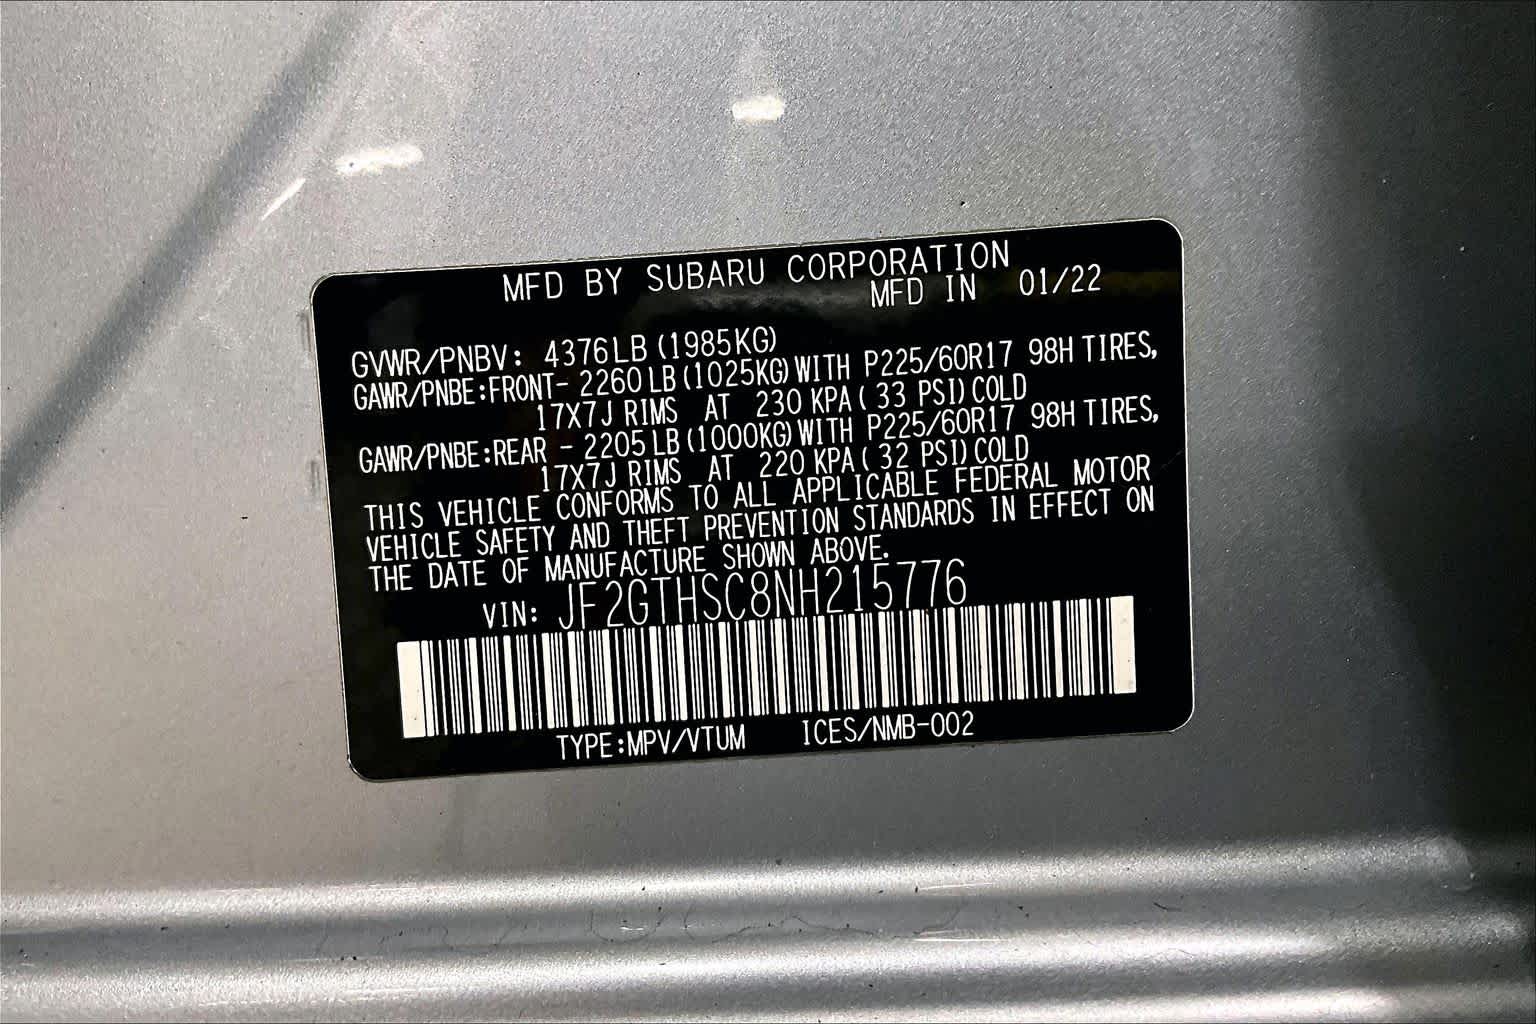 MFD BY SUBARU CORPORATION
MFD IN 01/22
GVWR/PNBV: 4376LB (1985KG)
GAWR/PNBE:FRONT- 2260LB (1025KG) WITH P225/60R17 98H TIRES,
17X7J RIMS AT 230 KPA ( 33 PSI) COLD
GAWR/PNBE:REAR - 2205LB (1000KG) WITH P225/60R17 98H TIRES,
17X7J RIMS AT 220 KPA ( 32 PSI) COLD
THIS VEHICLE CONFORMS TO ALL APPLICABLE FEDERAL MOTOR
VEHICLE SAFETY AND THEFT PREVENTION STANDARDS IN EFFECT ON
THE DATE OF MANUFACTURE SHOWN ABOVE.
VIN: JF2GTHSC8NH215776
TYPE:MPV/VTUM ICES/NMB-002